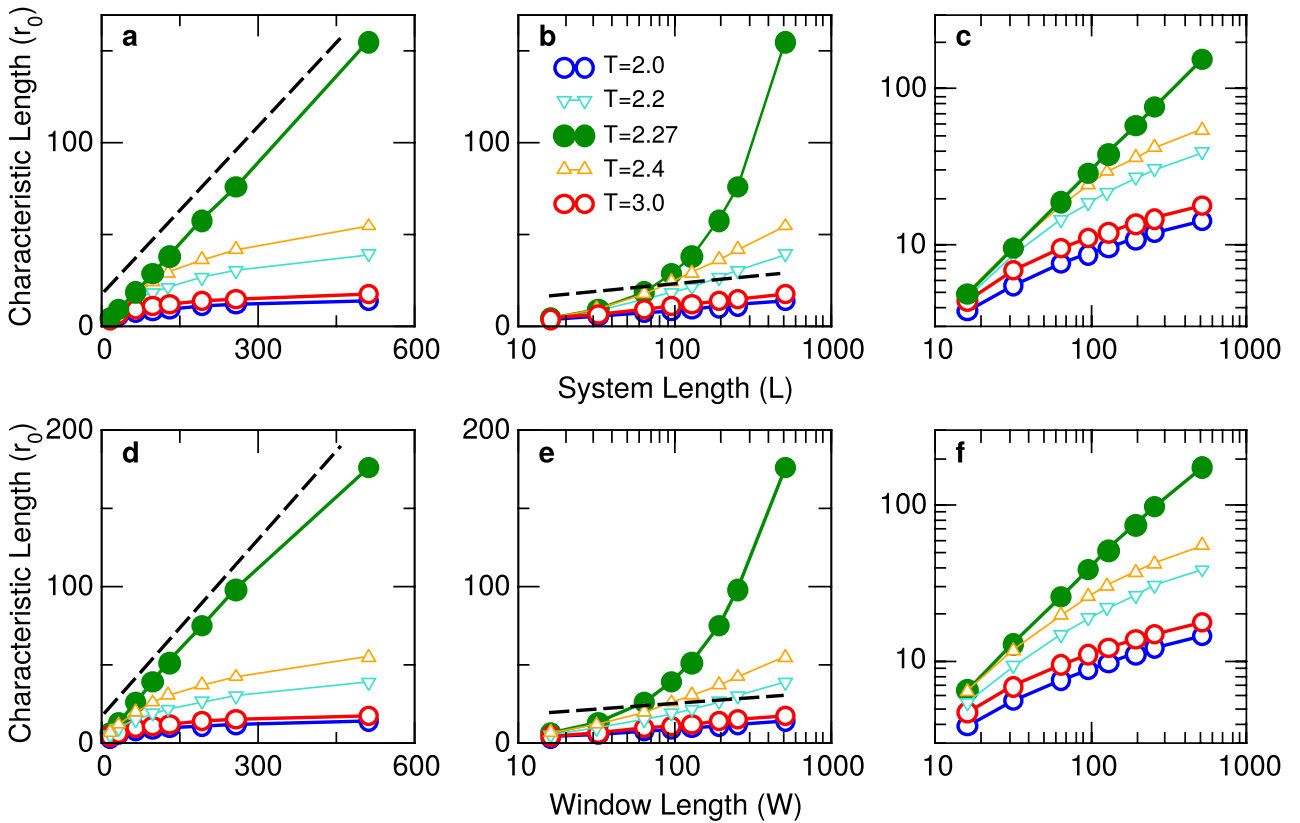 Characteristic Length (r0)
a
100
0
0 300 600
b
T=2.0
T=2.2
T=2.27
T=2.4
T=3.0
100
0
10 100 1000
System Length (L)
c
100
10
10 100 1000
Characteristic Length (r0)
d
200
100
0
0 300 600
e
200
100
0
10 100 1000
Window Length (W)
f
100
10
10 100 1000